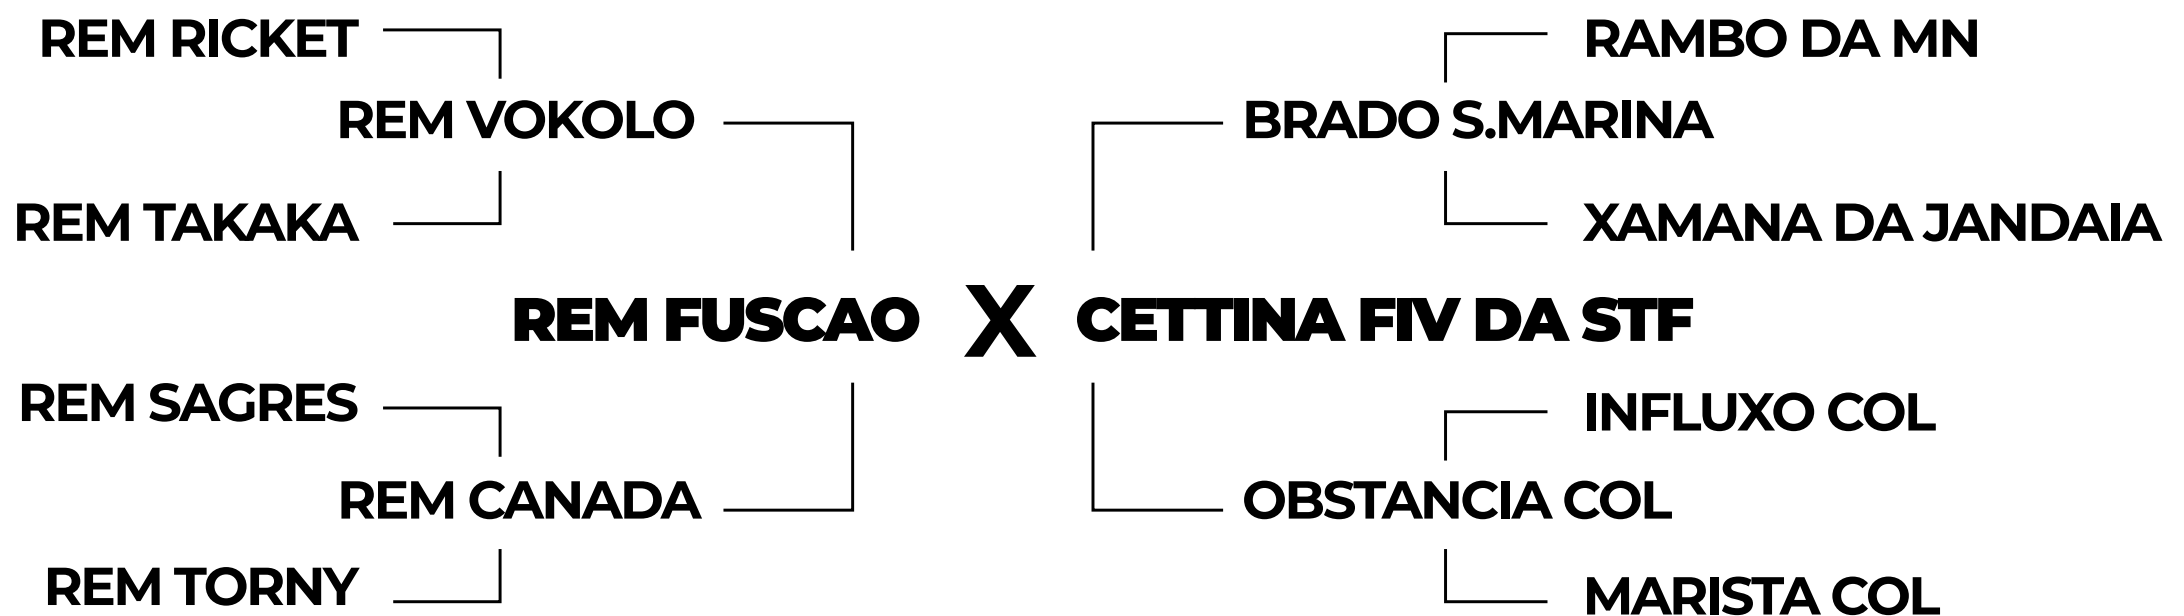 REM RICKET
RAMBO DA MN
REM VOKOLO
BRADO S.MARINA
REM TAKAKA
XAMANA DA JANDAIA
REM FUSCAO X CETTINA FIV DA STF
REM SAGRES
INFLUXO COL
REM CANADA
OBSTANCIA COL
REM TORNY
MARISTA COL